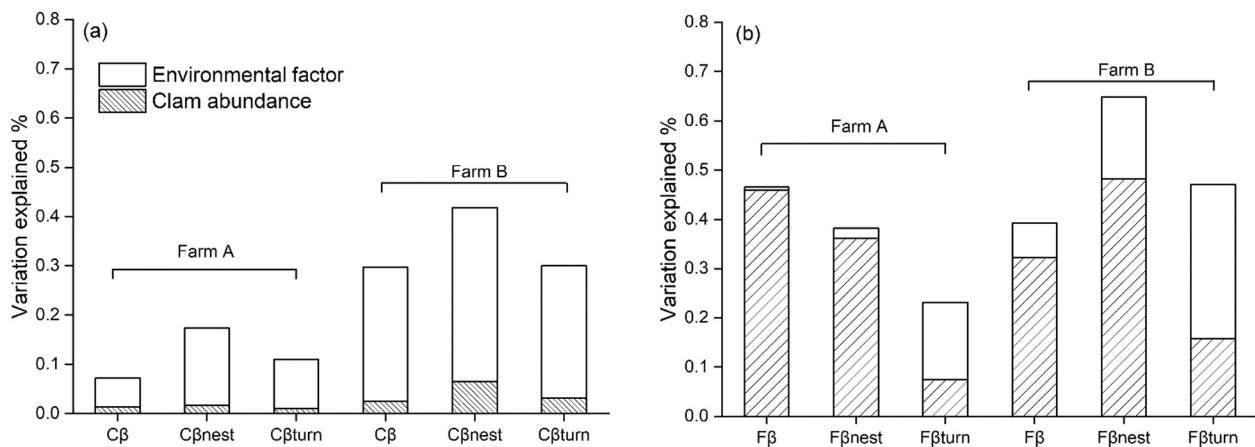 (a)
Variation explained %
0.8
0.7
0.6
0.5
0.4
0.3
0.2
0.1
0.0
Environmental factor
Clam abundance
Farm A
Farm B
Cβ Cβnest Cβturn Cβ Cβnest Cβturn
(b)
Variation explained %
0.8
0.7
0.6
0.5
0.4
0.3
0.2
0.1
0.0
Farm A
Farm B
Fβ Fβnest Fβturn Fβ Fβnest Fβturn